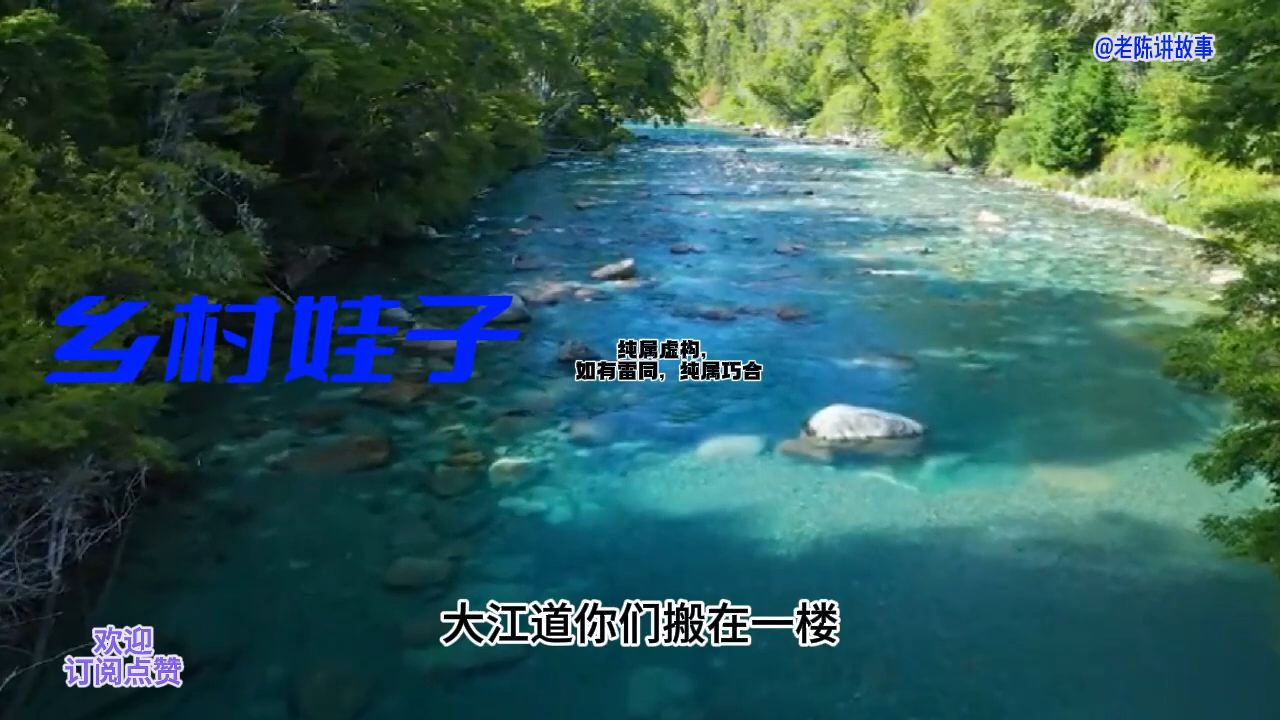 @老陈讲故事
乡村娃子
纯属虚构，
如有雷同，纯属巧合
大江道你们搬在一楼
欢迎
订阅点赞